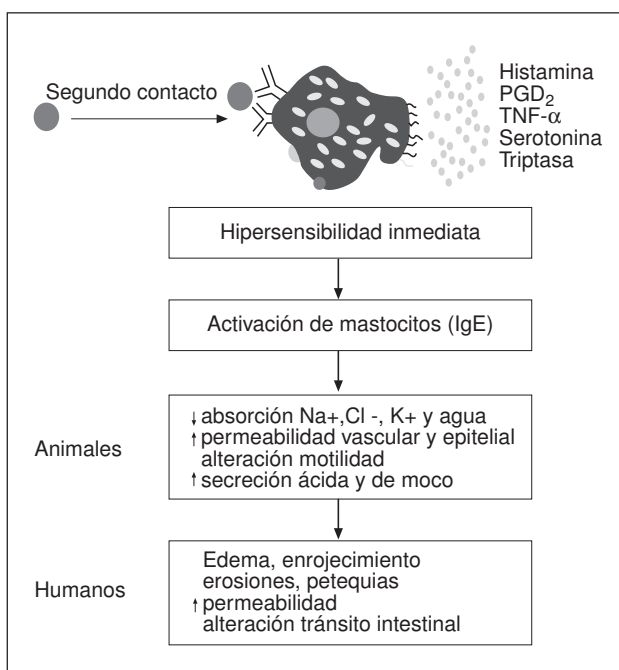 Segundo contacto
Histamina
PGD₂
TNF-α
Serotonina
Triptasa
Hipersensibilidad inmediata
Activación de mastocitos (IgE)
Animales
↓ absorción Na+,Cl -, K+ y agua
↑ permeabilidad vascular y epitelial
alteración motilidad
↑ secreción ácida y de moco
Humanos
Edema, enrojecimiento
erosiones, petequias
↑ permeabilidad
alteración tránsito intestinal